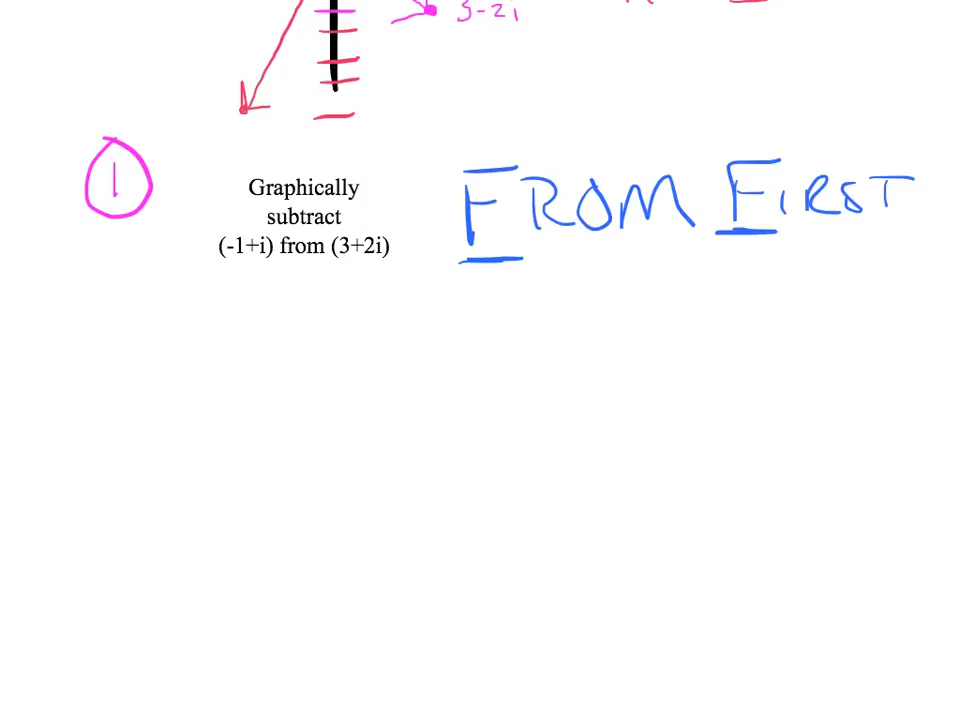 3-2i
1
Graphically
subtract
(-1+i) from (3+2i)
FROM FIRST